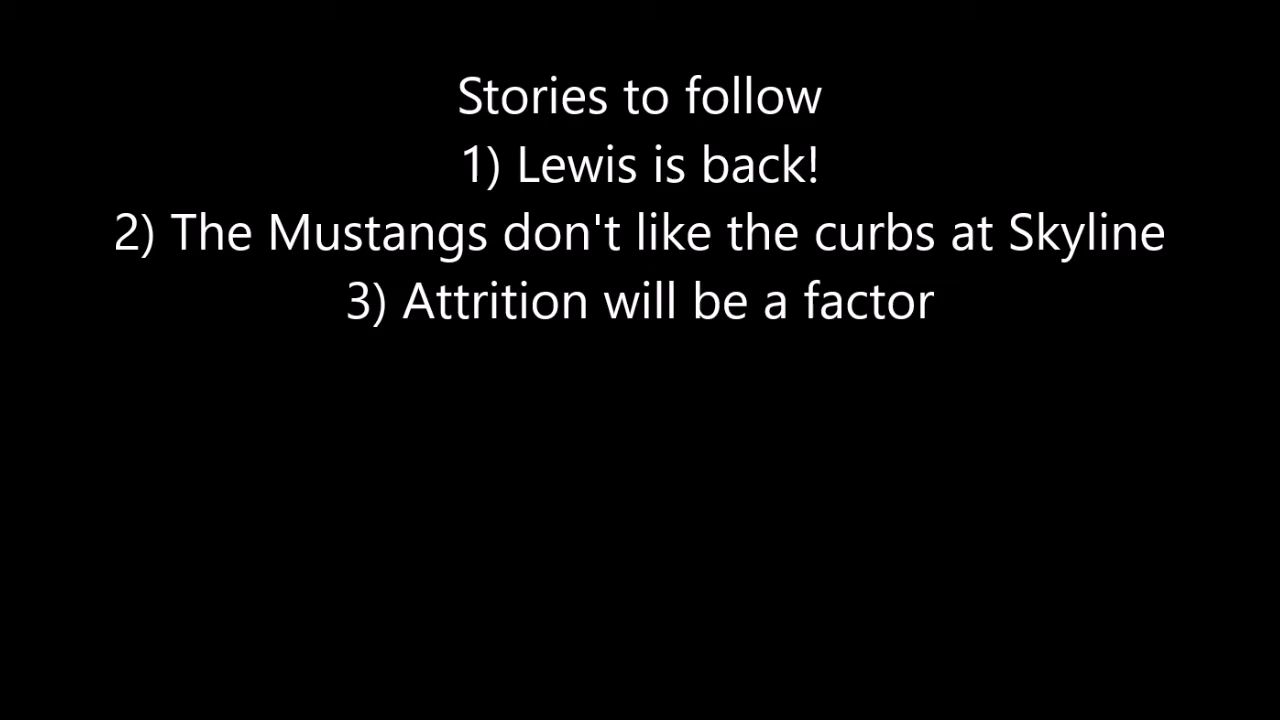 Stories to follow
1) Lewis is back!
2) The Mustangs don't like the curbs at Skyline
3) Attrition will be a factor